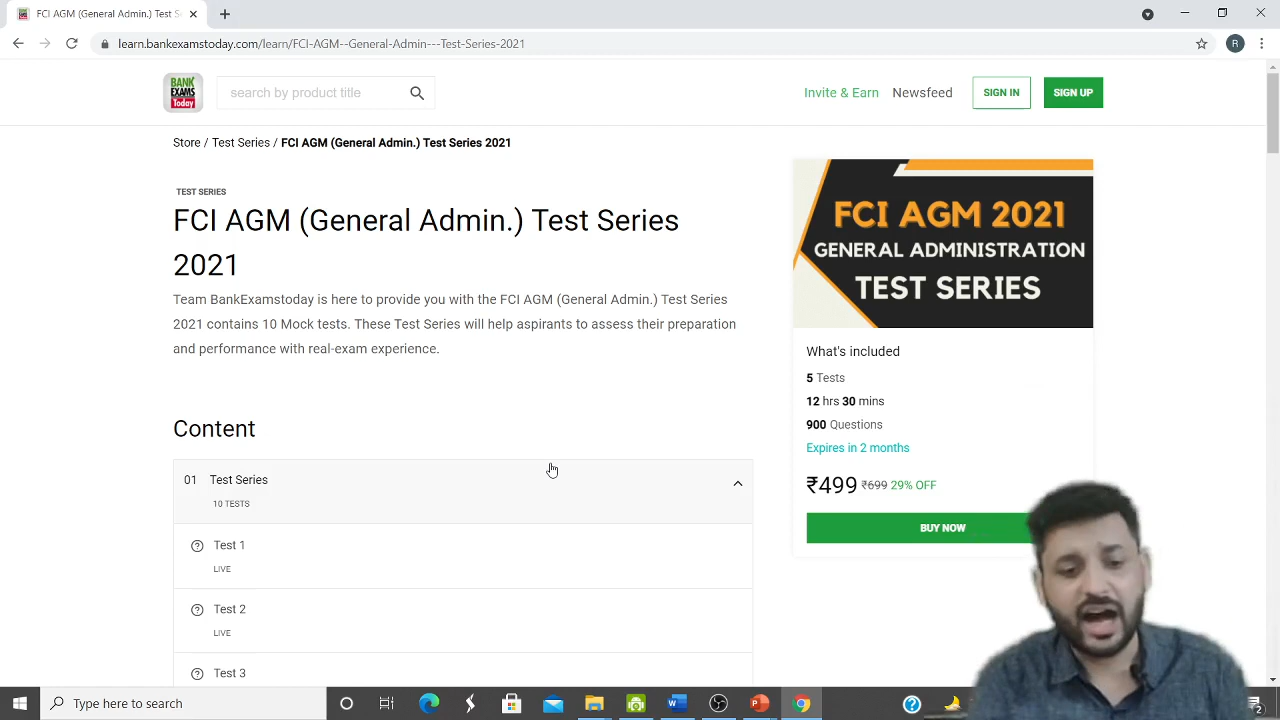 FCI AGM (General Admin.) Test S
learn.bankexamstoday.com/learn/FCI-AGM--General-Admin---Test-Series-2021
R
BANK
EXAMS
Today
search by product title
Invite & Earn
Newsfeed
SIGN IN
SIGN UP
Store / Test Series / FCI AGM (General Admin.) Test Series 2021
TEST SERIES
FCI AGM (General Admin.) Test Series
2021
Team BankExamstoday is here to provide you with the FCI AGM (General Admin.) Test Series
2021 contains 10 Mock tests. These Test Series will help aspirants to assess their preparation
and performance with real-exam experience.
Content
01 Test Series
10 TESTS
Test 1
LIVE
Test 2
LIVE
Test 3
FCI AGM 2021
GENERAL ADMINISTRATION
TEST SERIES
What's included
5 Tests
12 hrs 30 mins
900 Questions
Expires in 2 months
₹499 ₹699 29% OFF
BUY NOW
Type here to search